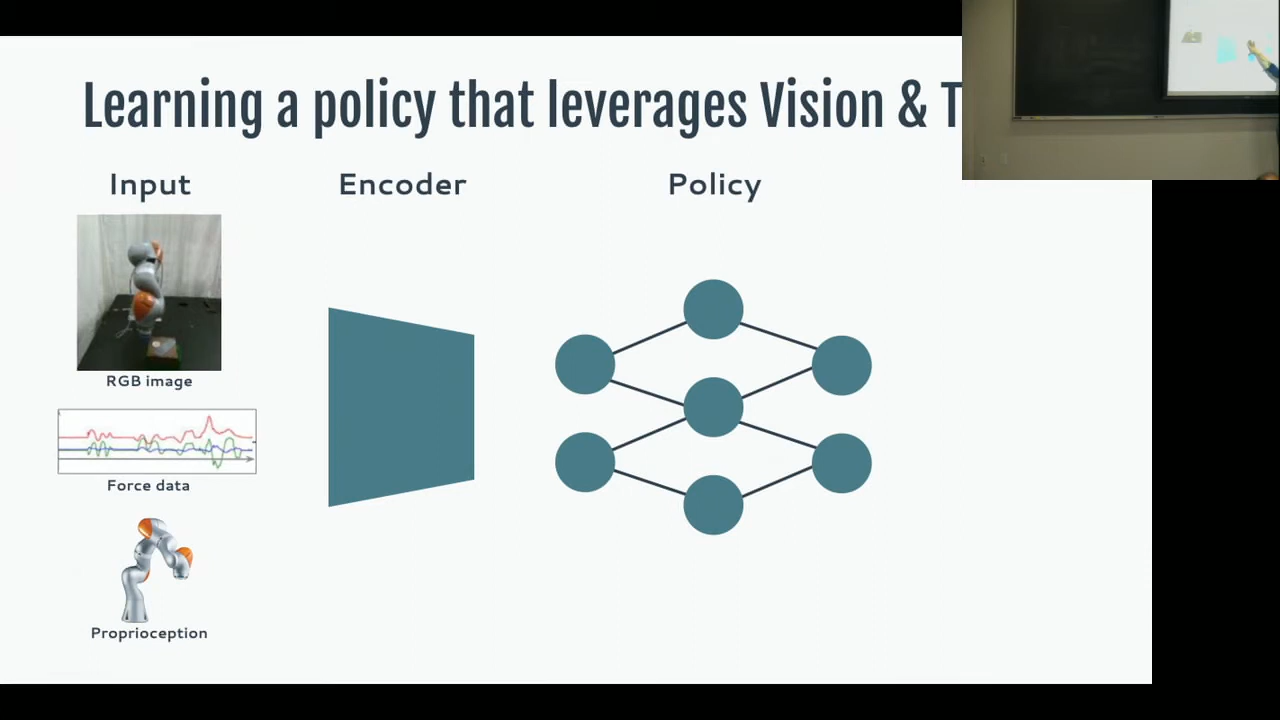 Learning a policy that leverages Vision & T
Input
Encoder
Policy
RGB image
Force data
Proprioception